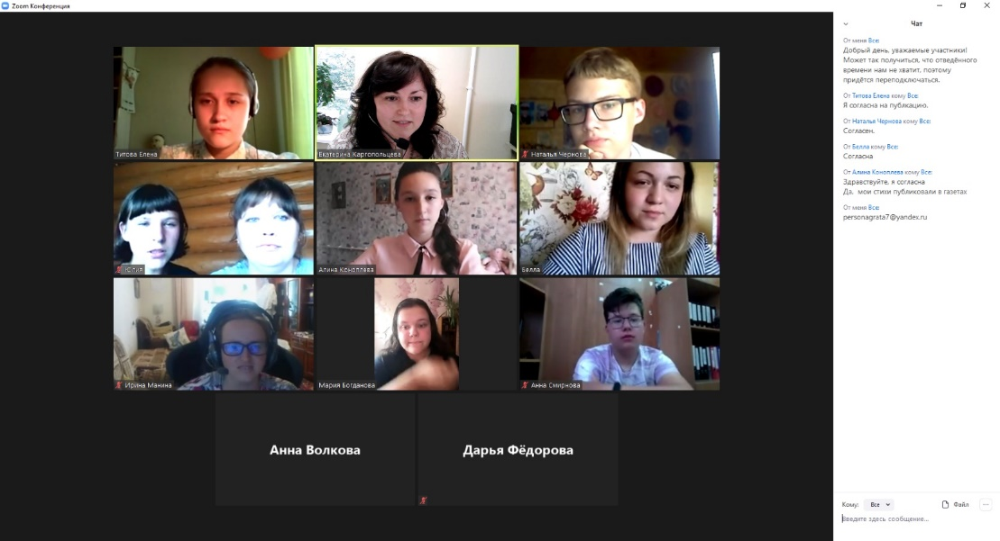 Zoom Конференция
Чат
От меня Все:
Добрый день, уважаемые участники!
Может так получиться, что отведённого
времени нам не хватит, поэтому
придётся переподключаться.
От Титова Елена кому Все:
Я согласна на публкацию.
От Наталья Чернова кому Все:
Согласен.
От Белла кому Все:
Согласна
От Алина Коноплева кому Все:
Здравствуйте, я согласна
Да, мои стихи публиковали в газетах
От меня Все:
personagrata7@yandex.ru
Титова Елена
Екатерина Каргопольцева
Наталья Чернова
Юлия
Алина Коноплева
Белла
Ирина Манина
Мария Богданова
Анна Смирнова
Анна Волкова
Дарья Фёдорова
Кому: Все
Файл
Введите здесь сообщение...